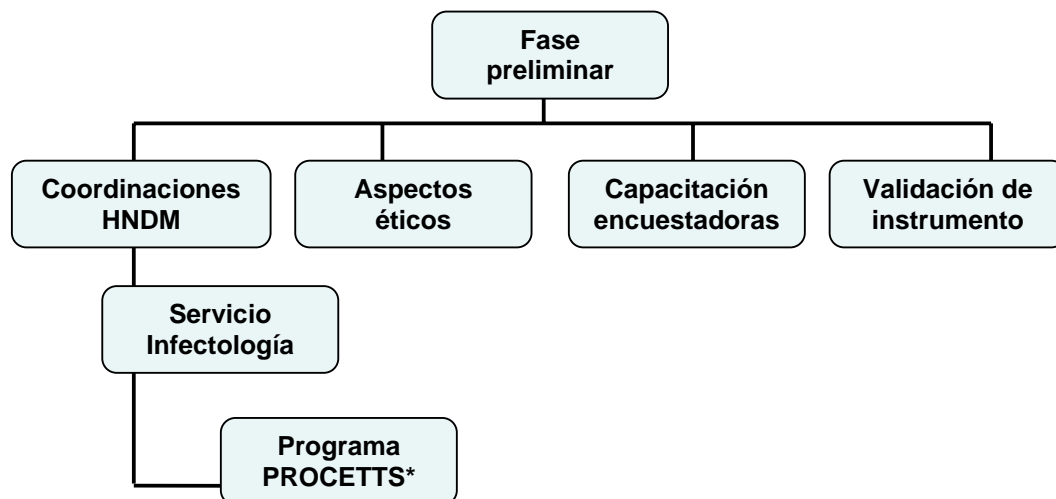 Fase
preliminar
Coordinaciones
HNDM
Aspectos
éticos
Capacitación
encuestadoras
Validación de
instrumento
Servicio
Infectología
Programa
PROCETTS*